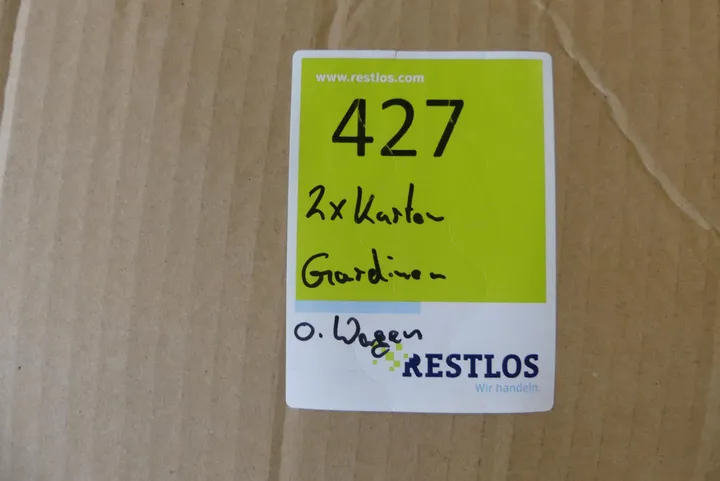 www.restlos.com
427
2x Karton
Gardinen
o. Wagen
RESTLOS
Wir handeln.